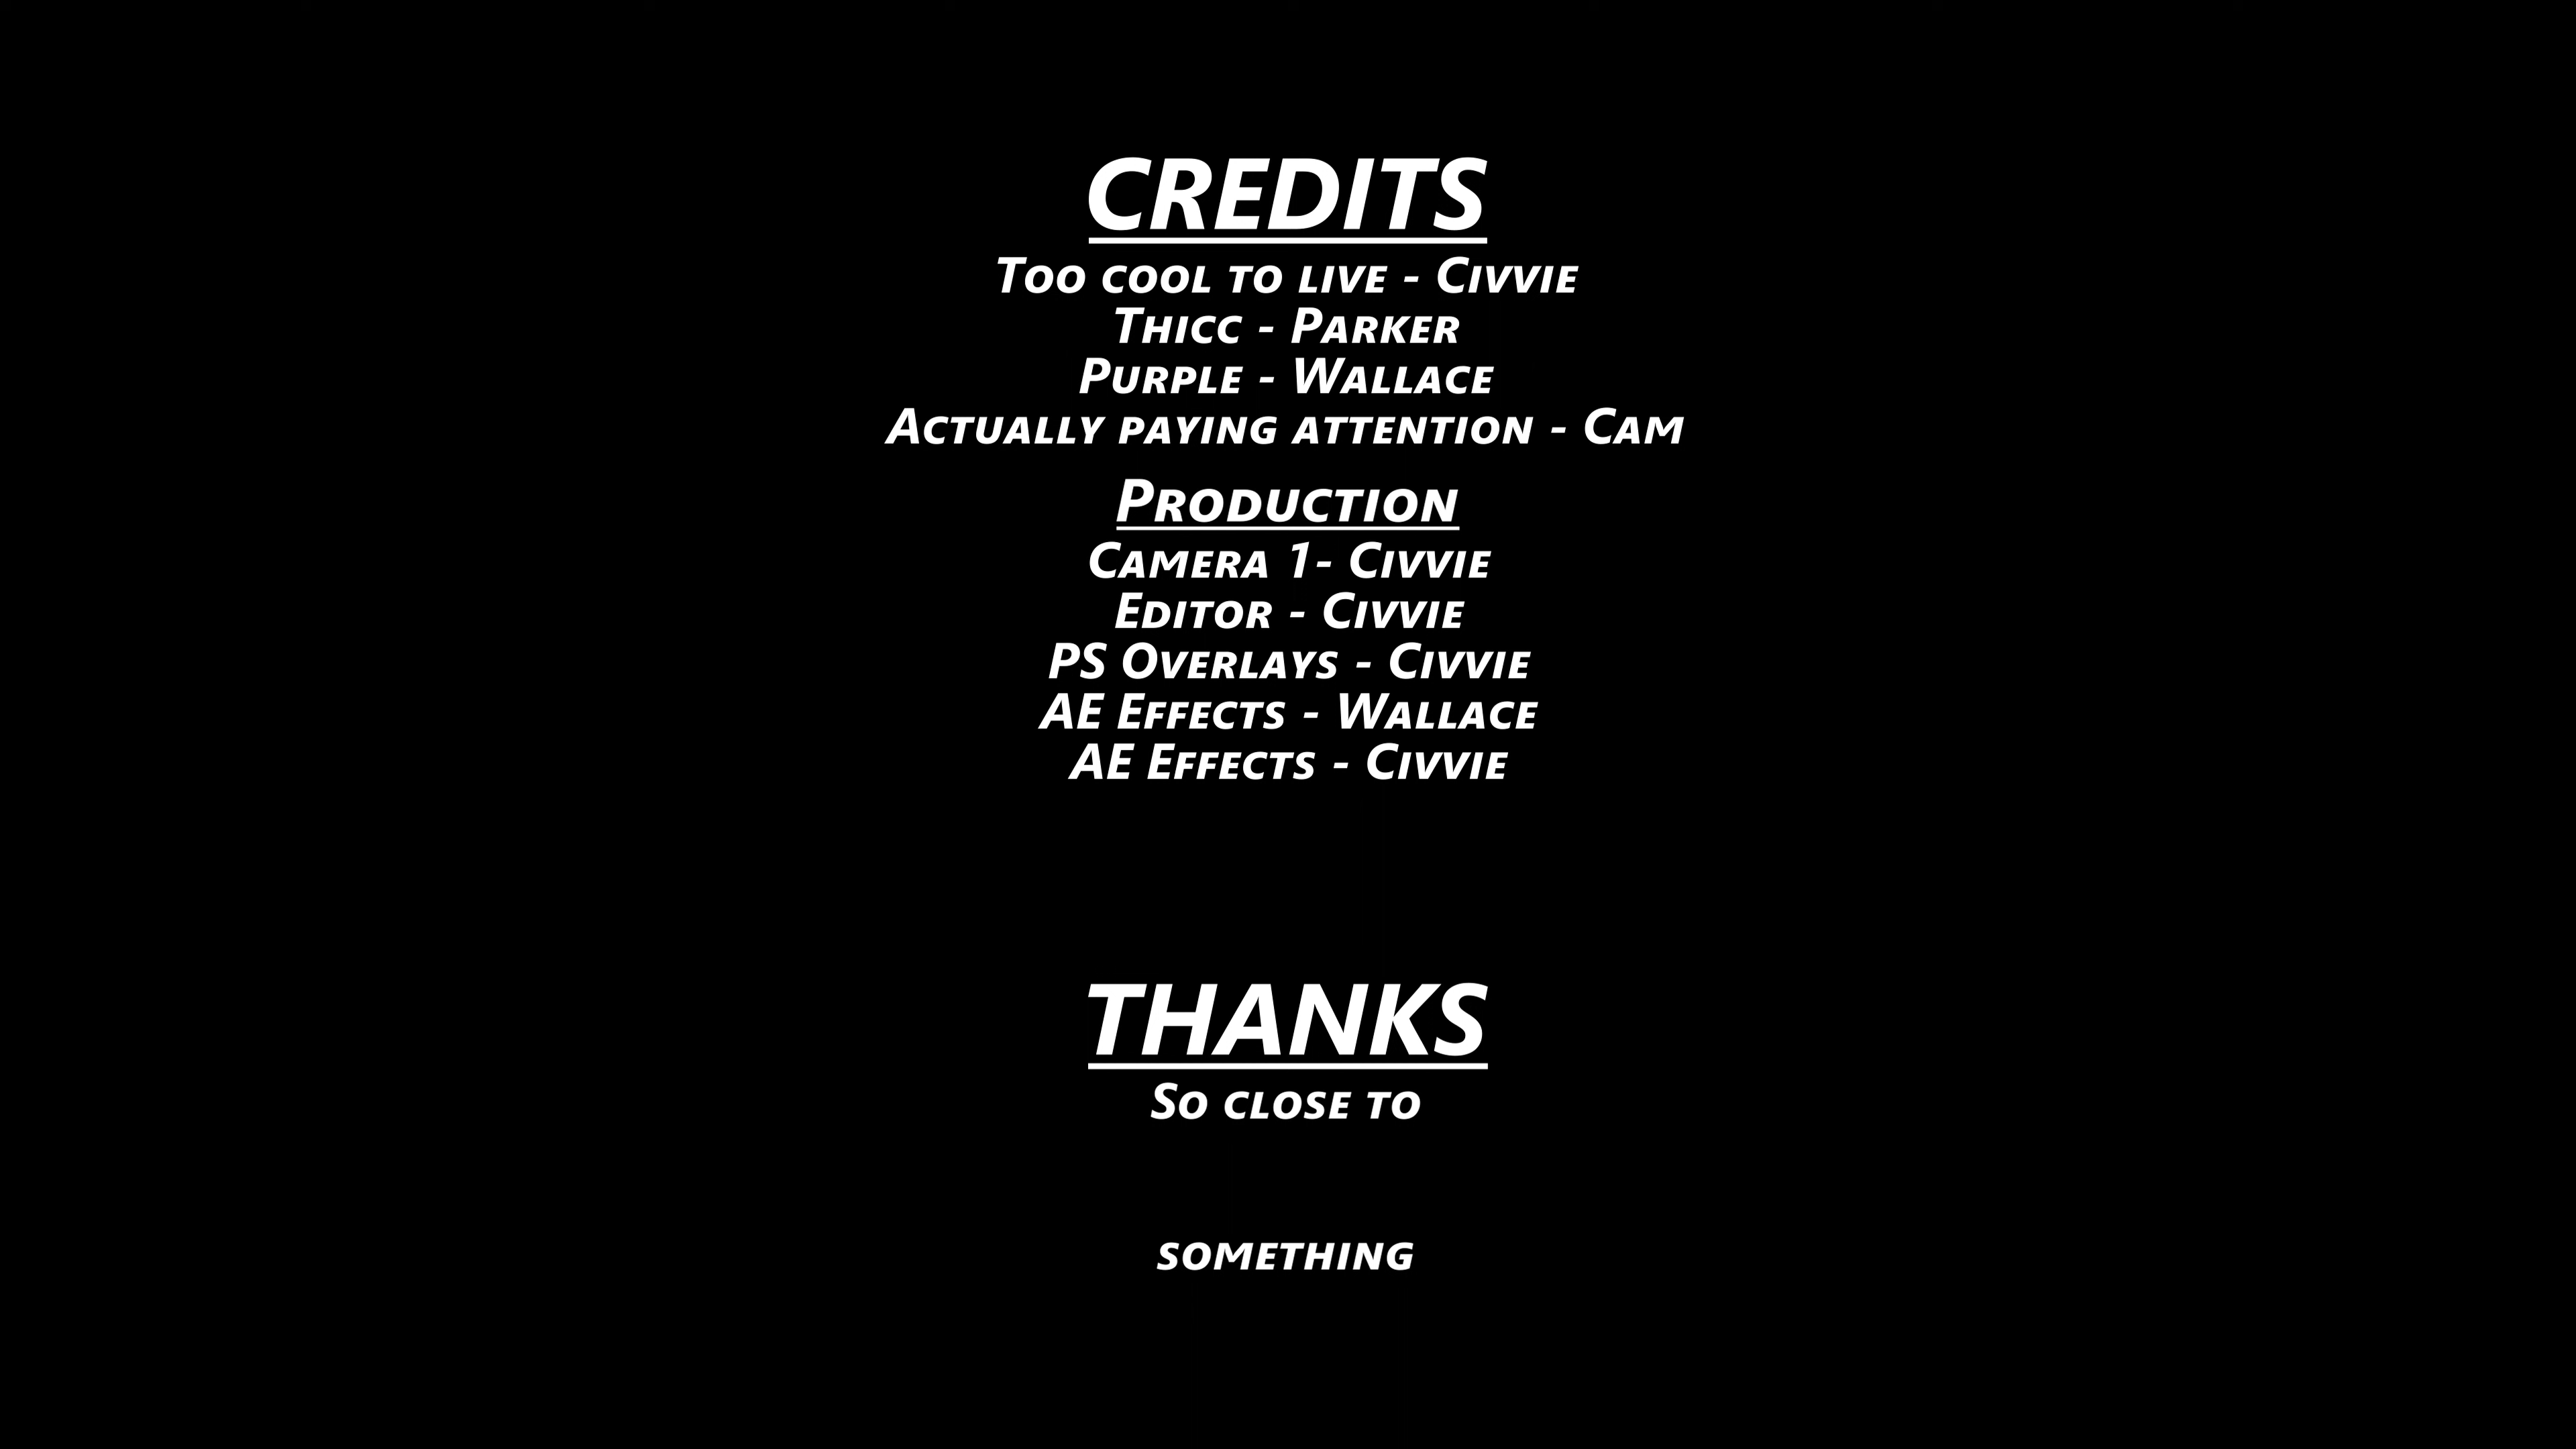 CREDITS
Too cool to live - Civvie
Thicc - Parker
Purple - Wallace
Actually paying attention - Cam
Production
Camera 1- Civvie
Editor - Civvie
PS Overlays - Civvie
AE Effects - Wallace
AE Effects - Civvie
THANKS
So close to
something